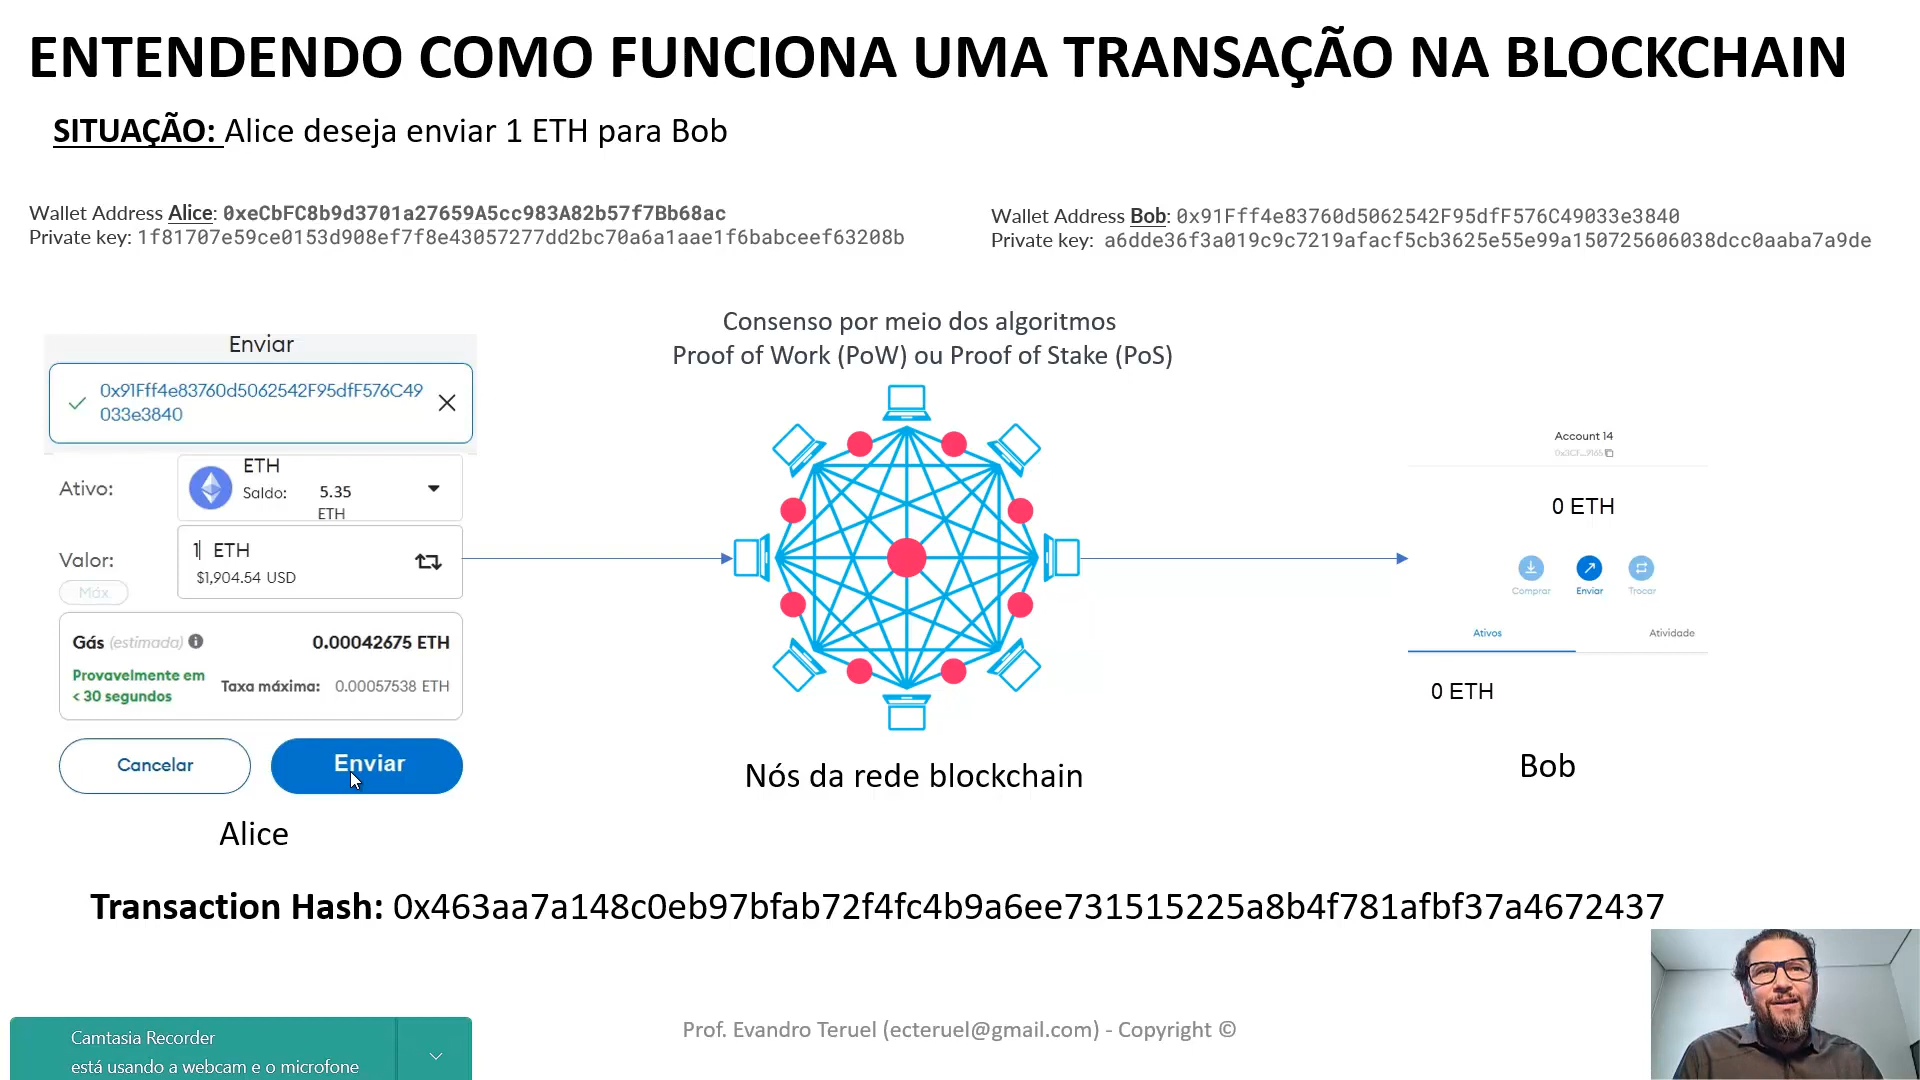 ENTENDENDO COMO FUNCIONA UMA TRANSAÇÃO NA BLOCKCHAIN
SITUAÇÃO: Alice deseja enviar 1 ETH para Bob
Wallet Address Alice: 0xeCbFC8b9d3701a27659A5cc983A82b57f7Bb68ac
Private key: 1f81707e59ce0153d908ef7f8e43057277dd2bc70a6a1aae1f6babceef63208b
Wallet Address Bob: 0x91Fff4e83760d5062542F95dfF576C49033e3840
Private key: a6dde36f3a019c9c7219afacf5cb3625e55e99a150725606038dcc0aaba7a9de
Enviar
0x91Fff4e83760d5062542F95dfF576C49
033e3840
Ativo:
ETH
Saldo: 5.35
ETH
Valor:
Máx
1 ETH
$1,904.54 USD
Gás (estimada) 0.00042675 ETH
Provavelmente em
< 30 segundos
Taxa máxima: 0.00057538 ETH
Cancelar
Enviar
Alice
Consenso por meio dos algoritmos
Proof of Work (PoW) ou Proof of Stake (PoS)
Nós da rede blockchain
Account 14
0 ETH
Comprar
Enviar
Trocar
Ativos
Atividade
0 ETH
Bob
Transaction Hash: 0x463aa7a148c0eb97bfab72f4fc4b9a6ee731515225a8b4f781afbf37a4672437
Prof. Evandro Teruel (ecteruel@gmail.com) - Copyright ©
Camtasia Recorder
está usando a webcam e o microfone